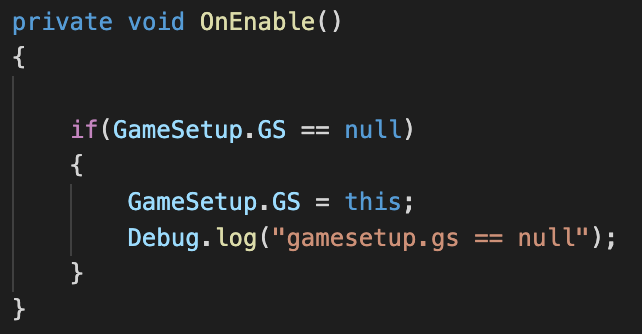 private void OnEnable()
{
if(GameSetup.GS == null)
{
GameSetup.GS = this;
Debug.log("gamesetup.gs == null");
}
}